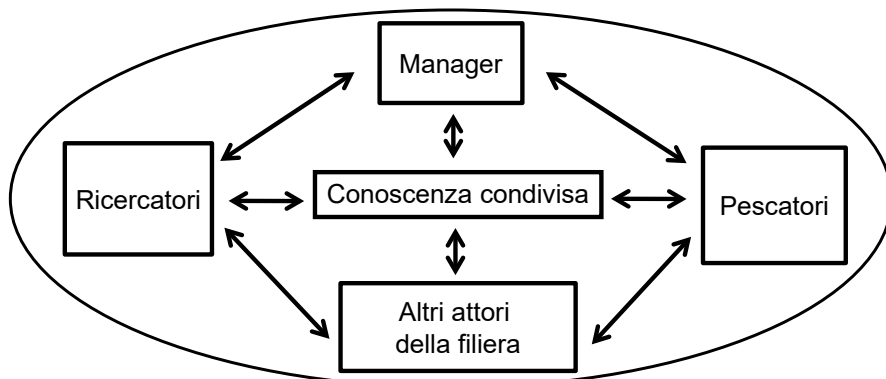 Manager
Ricercatori
Conoscenza condivisa
Pescatori
Altri attori
della filiera